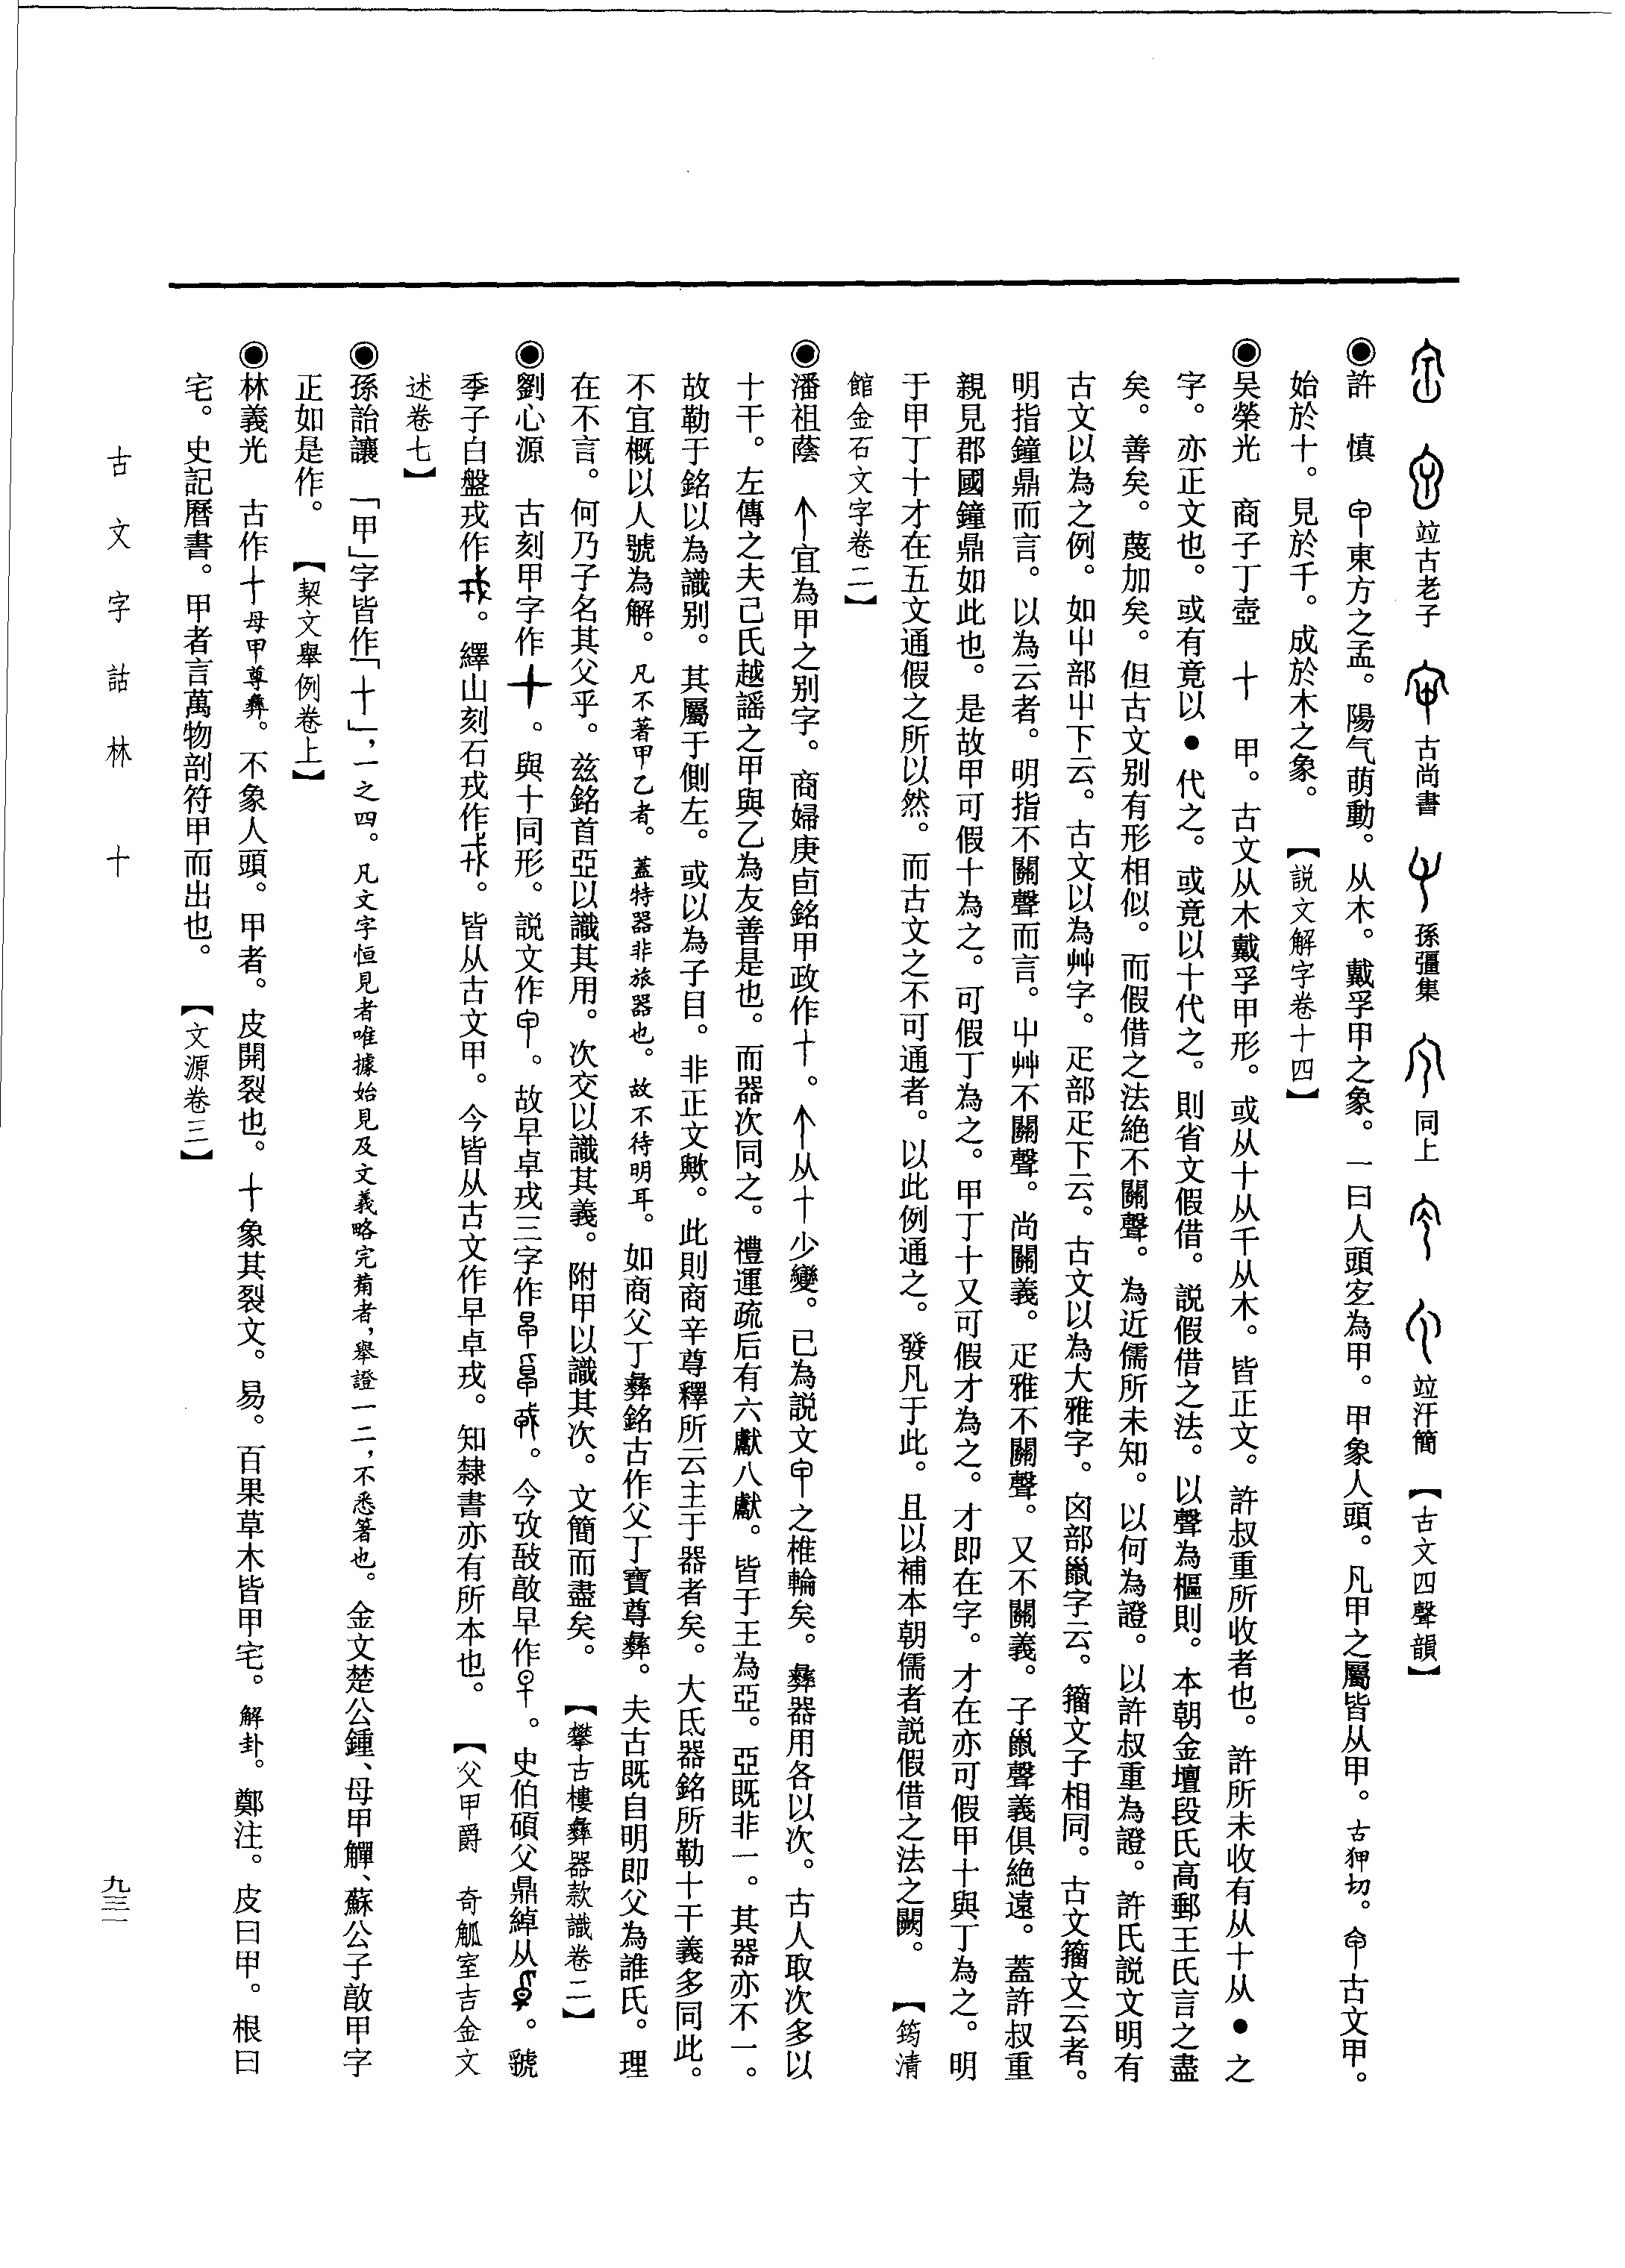 竝古老子 古尚書 孫彊集 同上 竝汗簡【古文四聲韻】
◉許　慎　東方之孟。陽气萌動。从木。戴孚甲之象。一曰人頭宎為甲。甲象人頭。凡甲之屬皆从甲。古狎切。古文甲。
始於十。見於千。成於木之象。【説文解字卷十四】
◉吴榮光　商子丁壺　十　甲。古文从木戴孚甲形。或从十从千从木。皆正文。許叔重所收者也。許所未收有从十从●之
字。亦正文也。或有竟以●代之。或竟以十代之。則省文假借。説假借之法。以聲為樞則。本朝金壇段氏高郵王氏言之盡
矣。善矣。蔑加矣。但古文别有形相似。而假借之法絶不關聲。為近儒所未知。以何為證。以許叔重為證。許氏説文明有
古文以為之例。如屮部屮下云。古文以為艸字。疋部疋下云。古文以為大雅字。囟部巤字云。籀文子相同。古文籀文云者。
明指鐘鼎而言。以為云者。明指不關聲而言。屮艸不關聲。尚關義。疋雅不關聲。又不關義。子巤聲義俱絶遠。蓋許叔重
親見郡國鐘鼎如此也。是故甲可假十為之。可假丁為之。甲丁十又可假才為之。才即在字。才在亦可假甲十與丁為之。明
于甲丁十才在五文通假之所以然。而古文之不可通者。以此例通之。發凡于此。且以補本朝儒者説假借之法之闕。【筠清
館金石文字卷二】
◉潘祖蔭　宜為甲之别字。商婦庚卣銘甲政作十。从十少變。已為説文之椎輪矣。彝器用各以次。古人取次多以
十干。左傳之夫己氏越謡之甲與乙為友善是也。而器次同之。禮運疏后有六獻八獻。皆于王為亞。亞既非一。其器亦不一。
故勒于銘以為識别。其屬于側左。或以為子目。非正文歟。此則商辛尊釋所云主于器者矣。大氐器銘所勒十干義多同此。
不宜概以人號為解。凡不著甲乙者。蓋特器非旅器也。故不待明耳。如商父丁彝銘古作父丁寶尊彝。夫古既自明即父為誰氏。理
在不言。何乃子名其父乎。兹銘首亞以識其用。次交以識其義。附甲以識其次。文簡而盡矣。【攀古樓彝器款識卷二】
◉劉心源　古刻甲字作十。與十同形。説文作。故早卓戎三字作。今攷敔敢早作。史伯碩父鼎綽从。虢
季子白盤戎作。繹山刻石戎作。皆从古文甲。今皆从古文作早卓戎。知隸書亦有所本也。【父甲爵　奇觚室吉金文
述卷七】
◉孫詒讓　「甲」字皆作「十」，一之四。凡文字恒見者唯據始見及文義略完者，舉證一二，不悉箸也。金文楚公鍾、母甲觶、蘇公子敢甲字
正如是作。【契文舉例卷上】
◉林義光　古作十母甲尊彝。不象人頭。甲者。皮開裂也。十象其裂文。易。百果草木皆甲宅。解卦。鄭注。皮曰甲。根曰
宅。史記曆書。甲者言萬物剖符甲而出也。【文源卷三】
古文字詁林　十
九三一